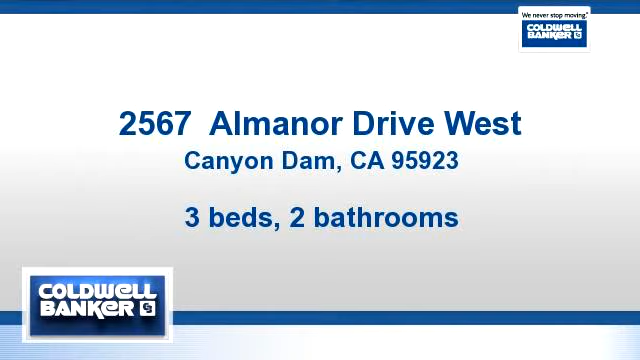 We never stop moving.®
COLDWELL
BANKER
2567 Almanor Drive West
Canyon Dam, CA 95923
3 beds, 2 bathrooms
COLDWELL
BANKER